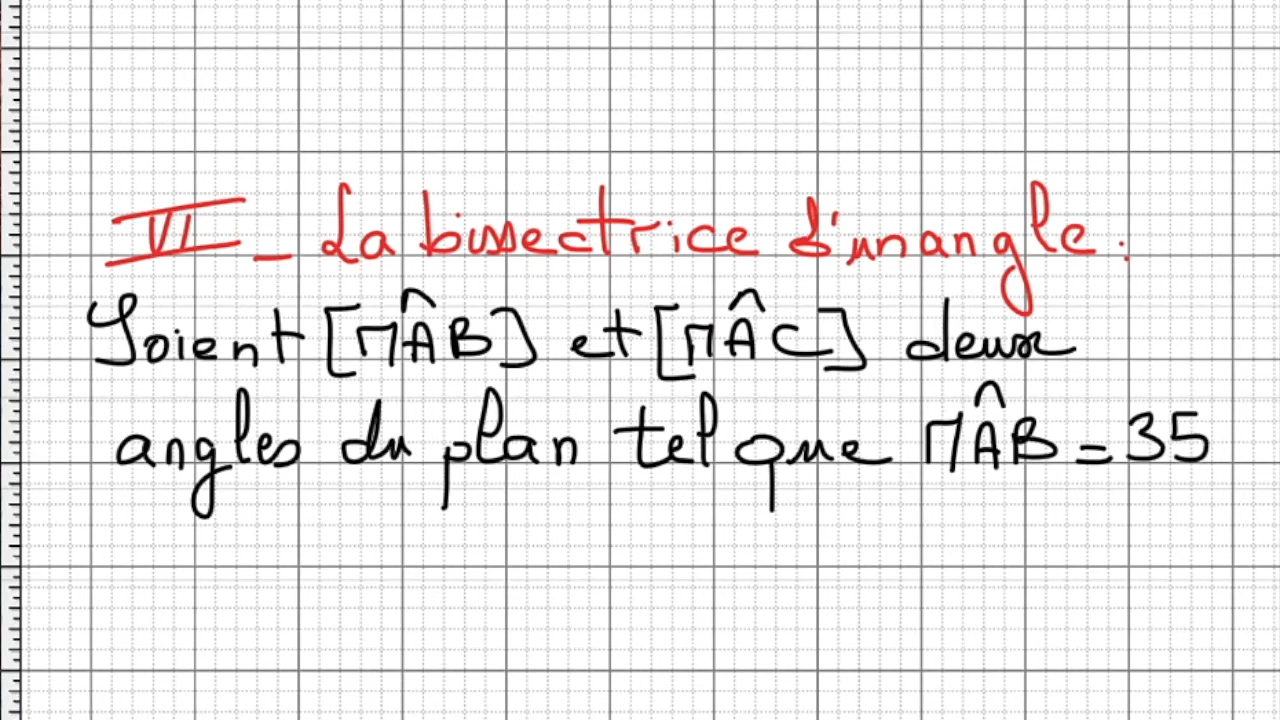 VI - La bissectrice d'un angle :
Soient [MÂB] et [MÂC] deux
angles du plan tel que MÂB = 35